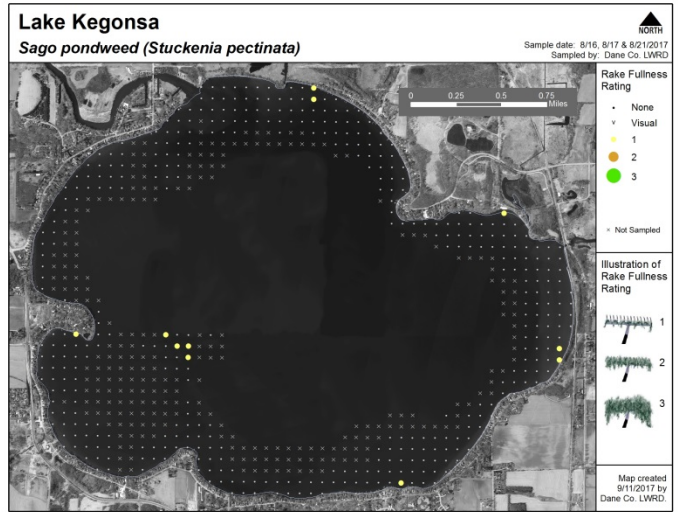 Lake Kegonsa
Sago pondweed (Stuckenia pectinata)
NORTH
Sample date: 8/16, 8/17 & 8/21/2017
Sampled by: Dane Co. LWRD
0 0.25 0.5 0.75
Miles
Rake Fullness
Rating
None
Visual
1
2
3
Not Sampled
Illustration of
Rake Fullness
Rating
1
2
3
Map created
9/11/2017 by
Dane Co. LWRD.